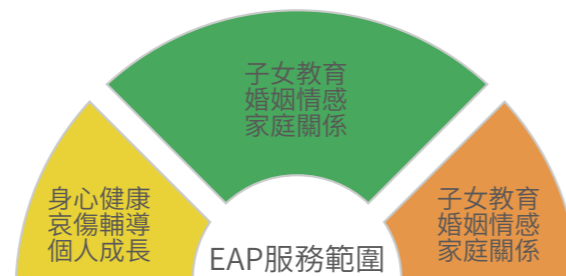 子女教育
婚姻情感
家庭關係
身心健康
哀傷輔導
個人成長
子女教育
婚姻情感
家庭關係
EAP服務範圍